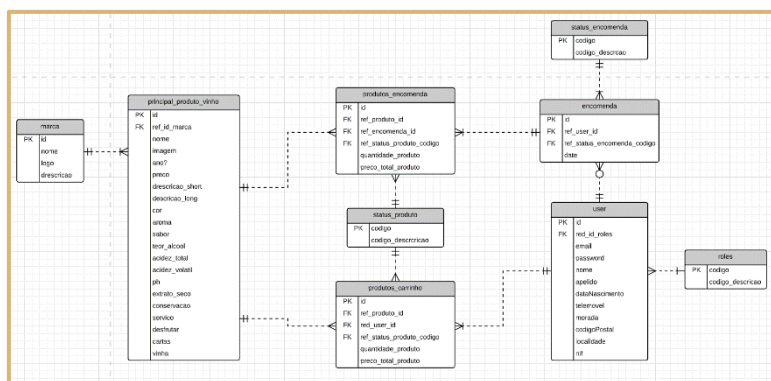 status_encomenda
PK codigo
codigo_descrcao
principal_produto_vinho
PK id
FK ref_id_marca
nome
imagem
ano?
preco
drescricao_short
descricao_long
cor
aroma
sabor
teor_alcool
acidez_total
acidez_volatil
ph
extrato_seco
conservacao
servico
desfrutar
cartas
vinha
produtos_encomenda
PK id
FK ref_produto_id
FK ref_encomenda_id
FK ref_status_produto_codigo
quantidade_produto
preco_total_produto
encomenda
PK id
FK ref_user_id
FK ref_status_encomenda_codigo
date
marca
PK id
nome
logo
drescricao
status_produto
PK codigo
codigo_descrcricao
user
PK id
FK red_id_roles
email
password
nome
apelido
dataNascimento
telemovel
morada
codigoPostal
localidade
nif
roles
PK codigo
codigo_descricao
produtos_carrinho
PK id
FK ref_produto_id
FK red_user_id
FK ref_status_produto_codigo
quantidade_produto
preco_total_produto